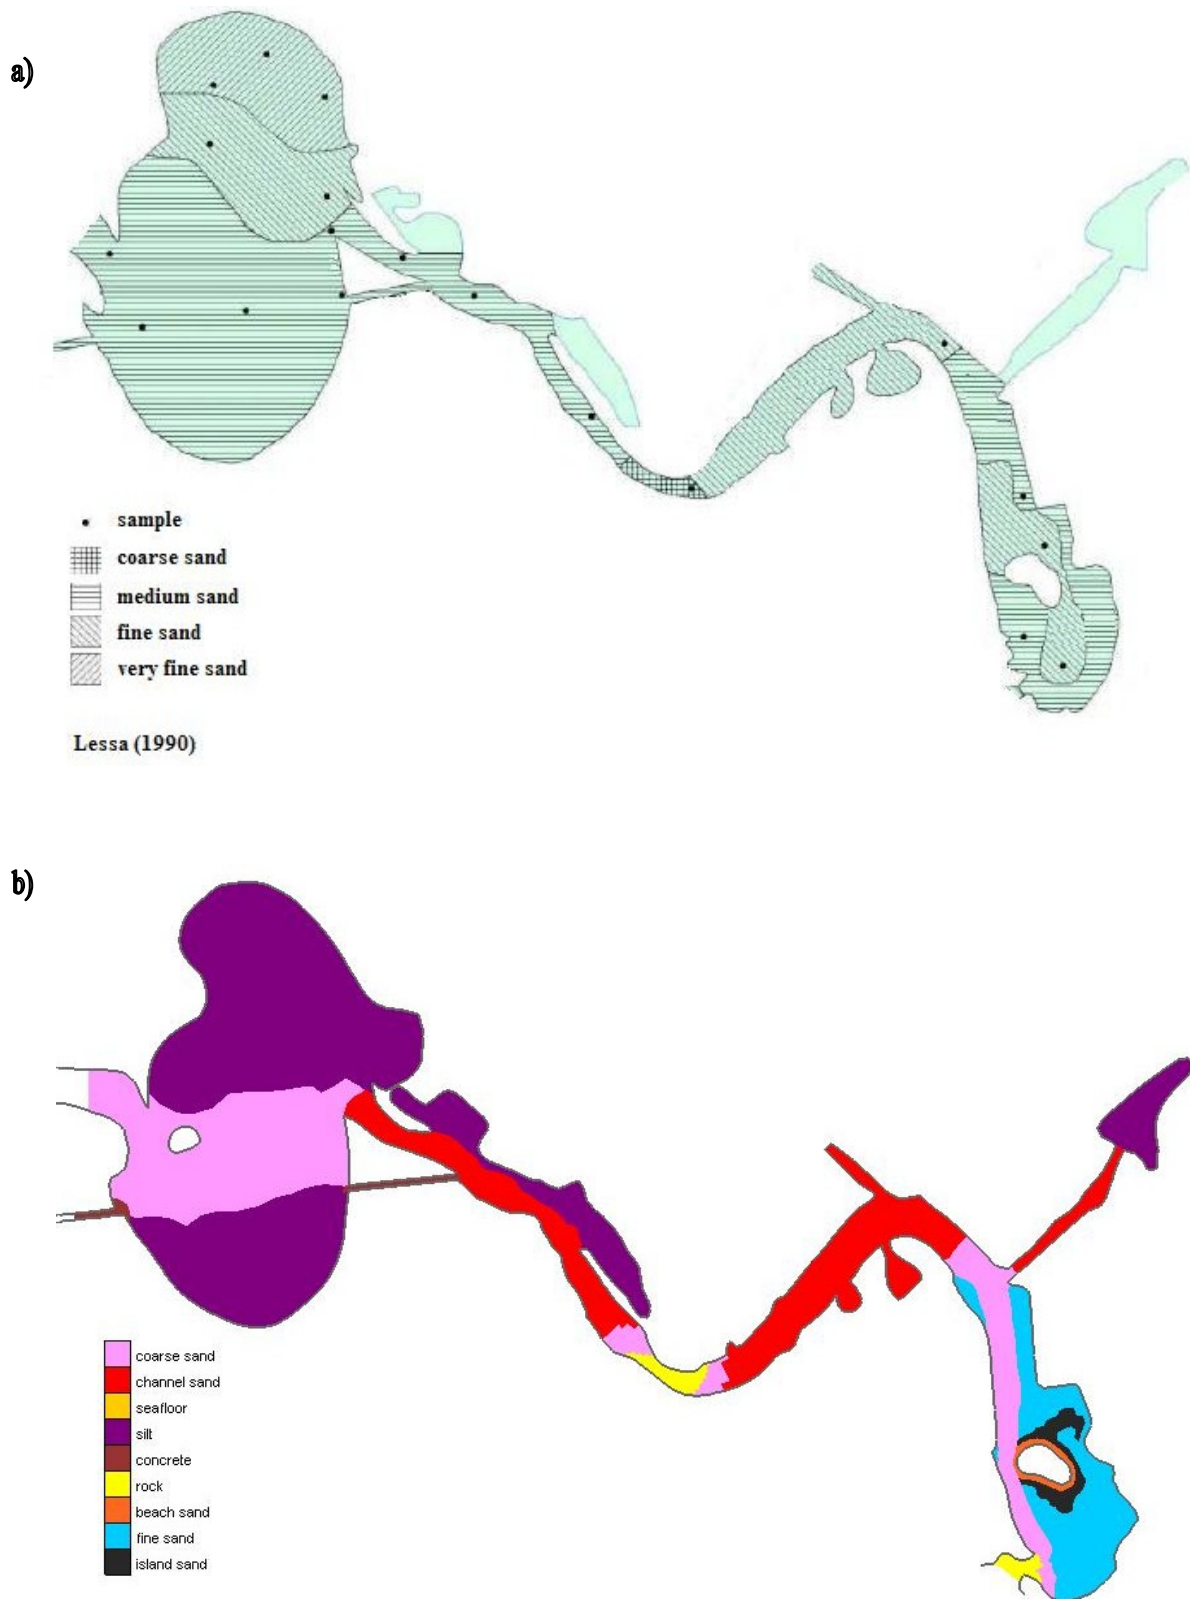 a)
sample
coarse sand
medium sand
fine sand
very fine sand
Lessa (1990)
b)
coarse sand
channel sand
seafloor
silt
concrete
rock
beach sand
fine sand
island sand